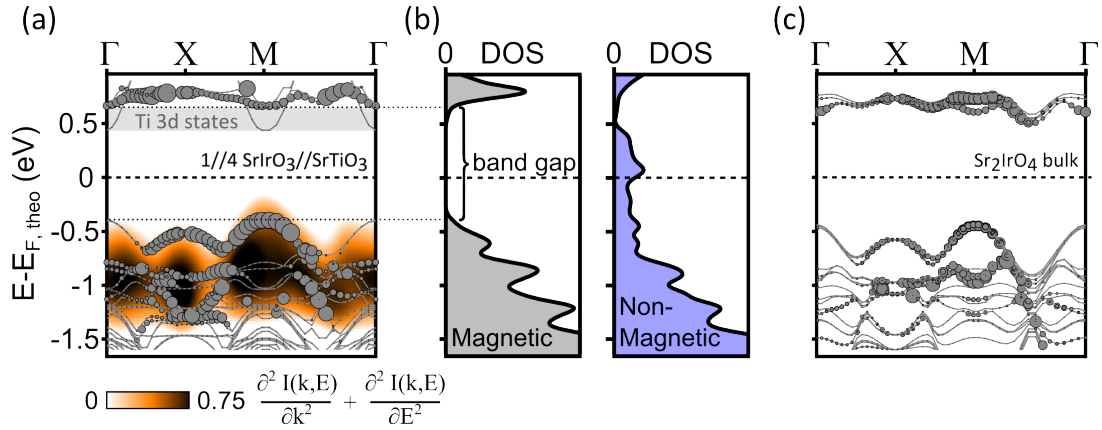 (a)
Γ X M Γ
E-E_F, theo (eV)
0.5
0
-0.5
-1
-1.5
Ti 3d states
1//4 SrIrO₃//SrTiO₃
0 0.75 ∂² I(k,E)/∂k² + ∂² I(k,E)/∂E²
(b)
0 DOS
band gap
Magnetic
0 DOS
Non-
Magnetic
(c)
Γ X M Γ
Sr₂IrO₄ bulk